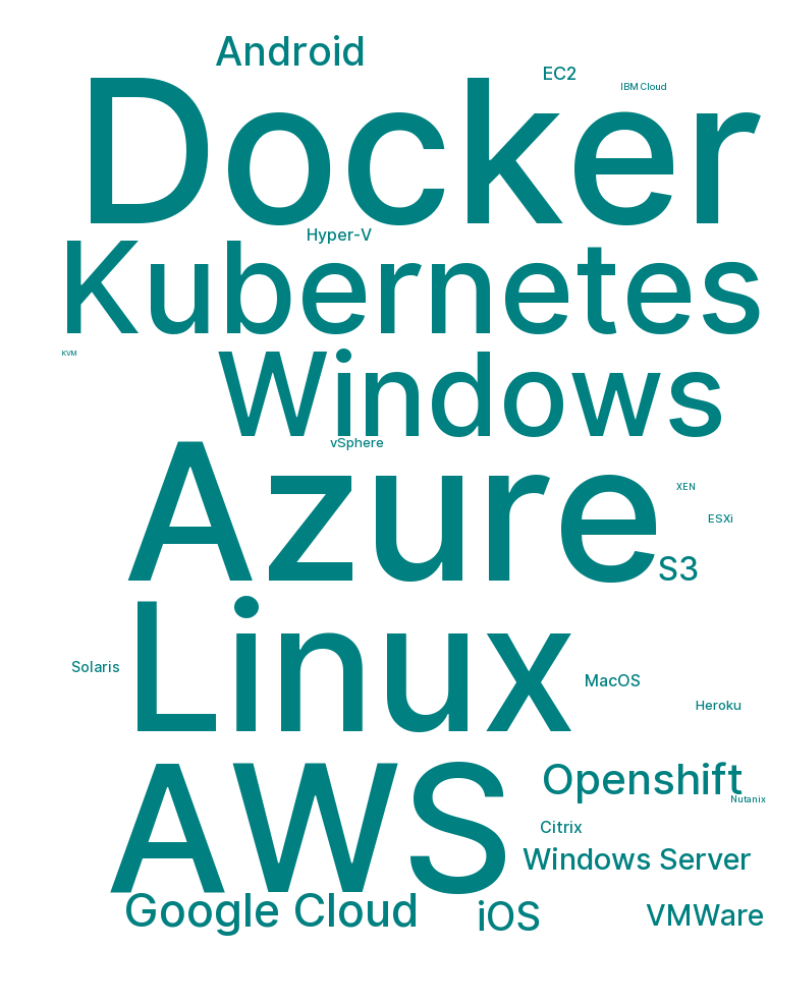 Android
EC2
IBM Cloud
Docker
Hyper-V
Kubernetes
KVM
Windows
vSphere
Azure
XEN
ESXi
S3
Linux
Solaris
MacOS
Heroku
AWS
Openshift
Nutanix
Citrix
Windows Server
Google Cloud
iOS
VMWare